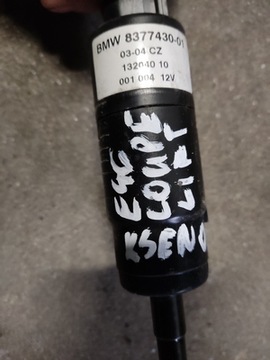 BMW 8377430-01
03-04 CZ
132040 10
001 004 12V
E46
COUPE
LIFT
KSENO